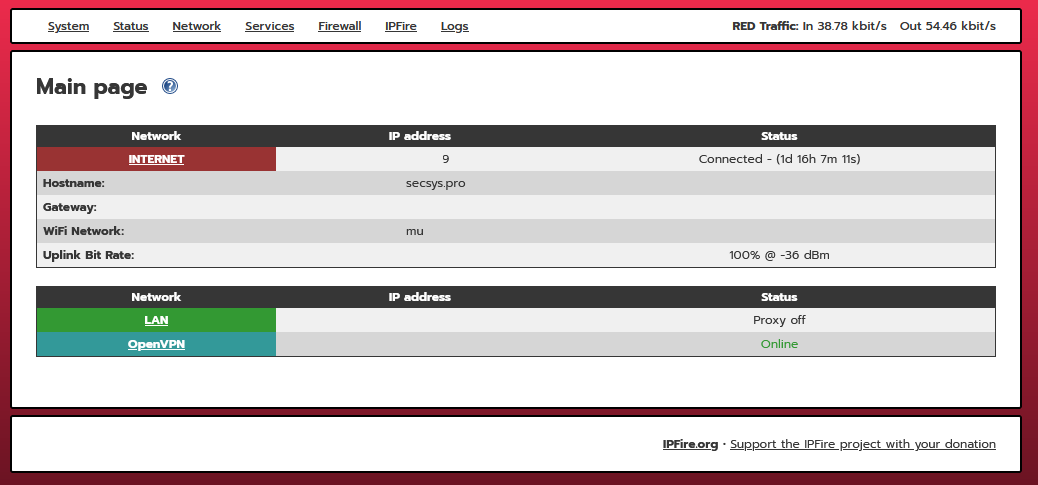 System Status Network Services Firewall IPFire Logs RED Traffic: In 38.78 kbit/s Out 54.46 kbit/s
Main page ?
Network IP address Status
INTERNET 9 Connected - (1d 16h 7m 11s)
Hostname: secsys.pro
Gateway:
WiFi Network: mu
Uplink Bit Rate: 100% @ -36 dBm
Network IP address Status
LAN Proxy off
OpenVPN Online
IPFire.org · Support the IPFire project with your donation